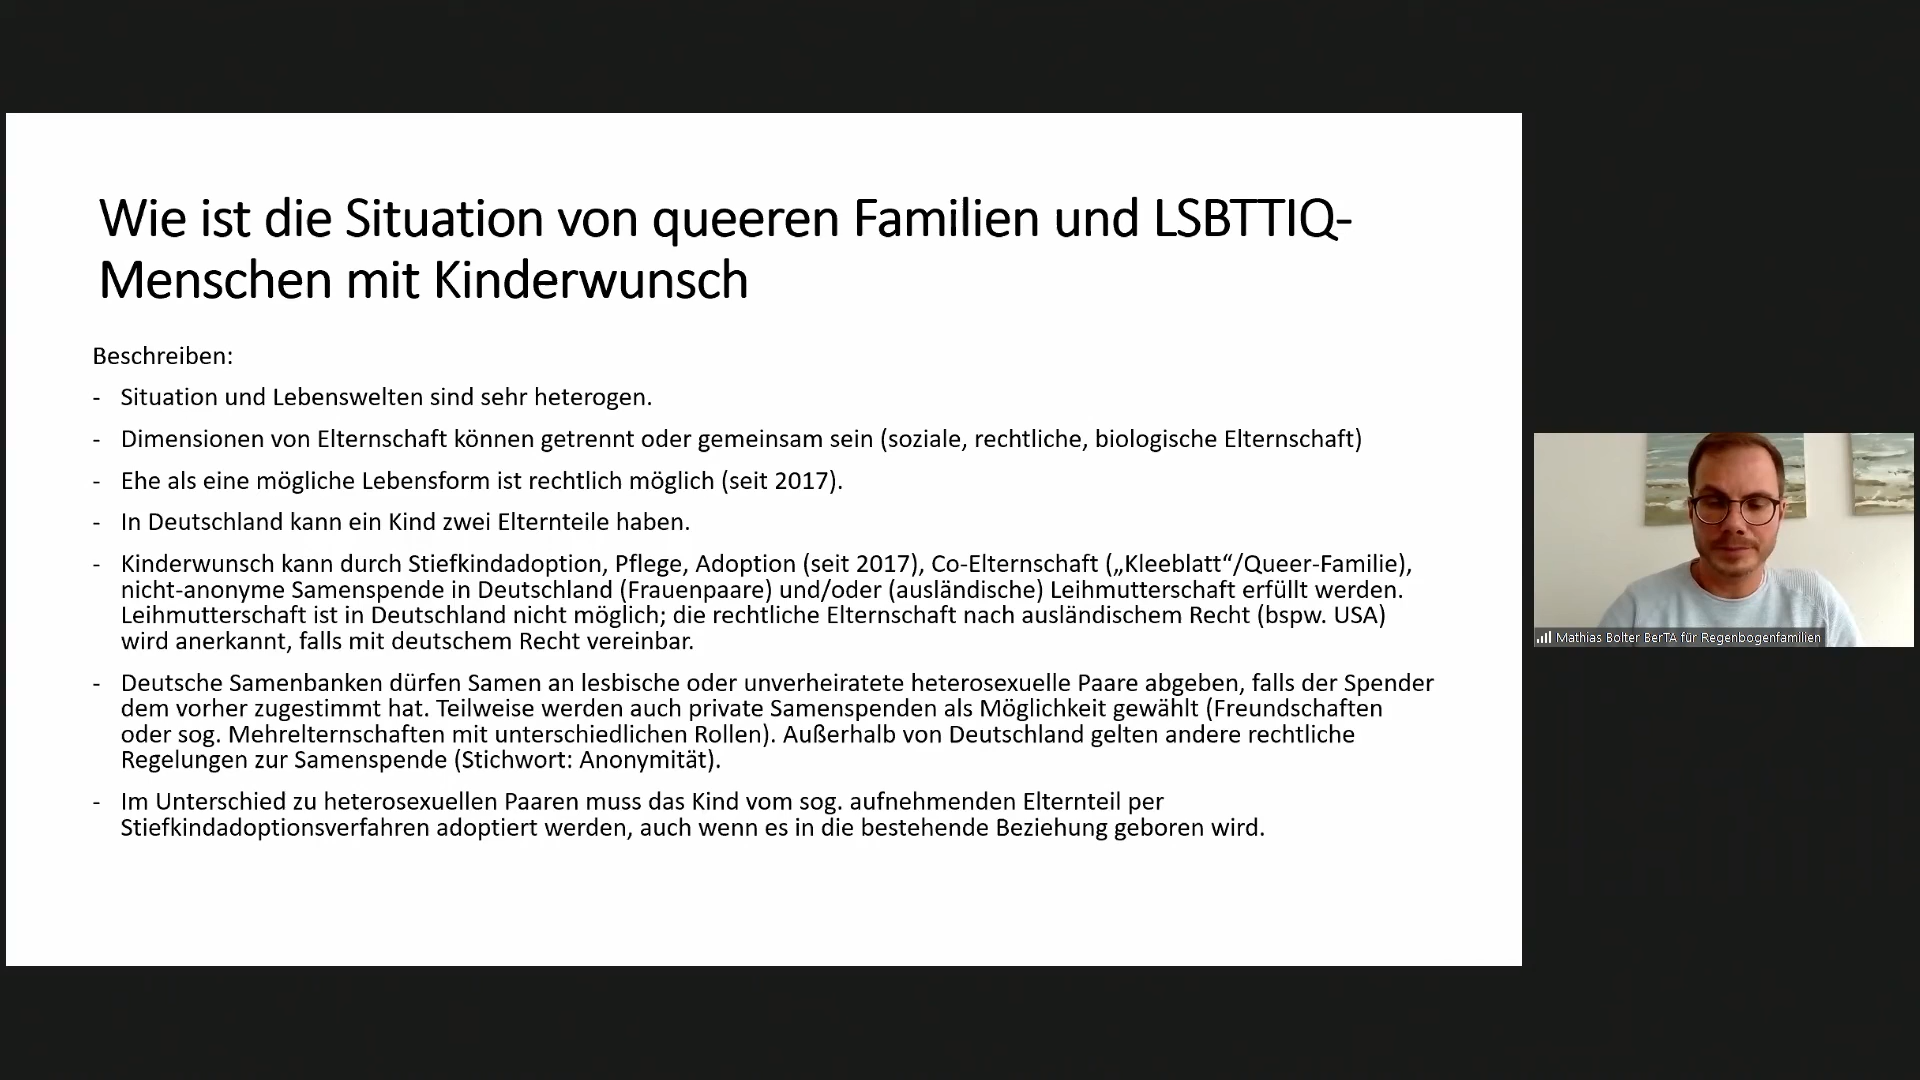 Wie ist die Situation von queeren Familien und LSBTTIQ-
Menschen mit Kinderwunsch
Beschreiben:
- Situation und Lebenswelten sind sehr heterogen.
- Dimensionen von Elternschaft können getrennt oder gemeinsam sein (soziale, rechtliche, biologische Elternschaft)
- Ehe als eine mögliche Lebensform ist rechtlich möglich (seit 2017).
- In Deutschland kann ein Kind zwei Elternteile haben.
- Kinderwunsch kann durch Stiefkindadoption, Pflege, Adoption (seit 2017), Co-Elternschaft („Kleeblatt“/Queer-Familie),
nicht-anonyme Samenspende in Deutschland (Frauenpaare) und/oder (ausländische) Leihmutterschaft erfüllt werden.
Leihmutterschaft ist in Deutschland nicht möglich; die rechtliche Elternschaft nach ausländischem Recht (bspw. USA)
wird anerkannt, falls mit deutschem Recht vereinbar.
- Deutsche Samenbanken dürfen Samen an lesbische oder unverheiratete heterosexuelle Paare abgeben, falls der Spender
dem vorher zugestimmt hat. Teilweise werden auch private Samenspenden als Möglichkeit gewählt (Freundschaften
oder sog. Mehrelternschaften mit unterschiedlichen Rollen). Außerhalb von Deutschland gelten andere rechtliche
Regelungen zur Samenspende (Stichwort: Anonymität).
- Im Unterschied zu heterosexuellen Paaren muss das Kind vom sog. aufnehmenden Elternteil per
Stiefkindadoptionsverfahren adoptiert werden, auch wenn es in die bestehende Beziehung geboren wird.
Mathias Bolter BerTA für Regenbogenfamilien